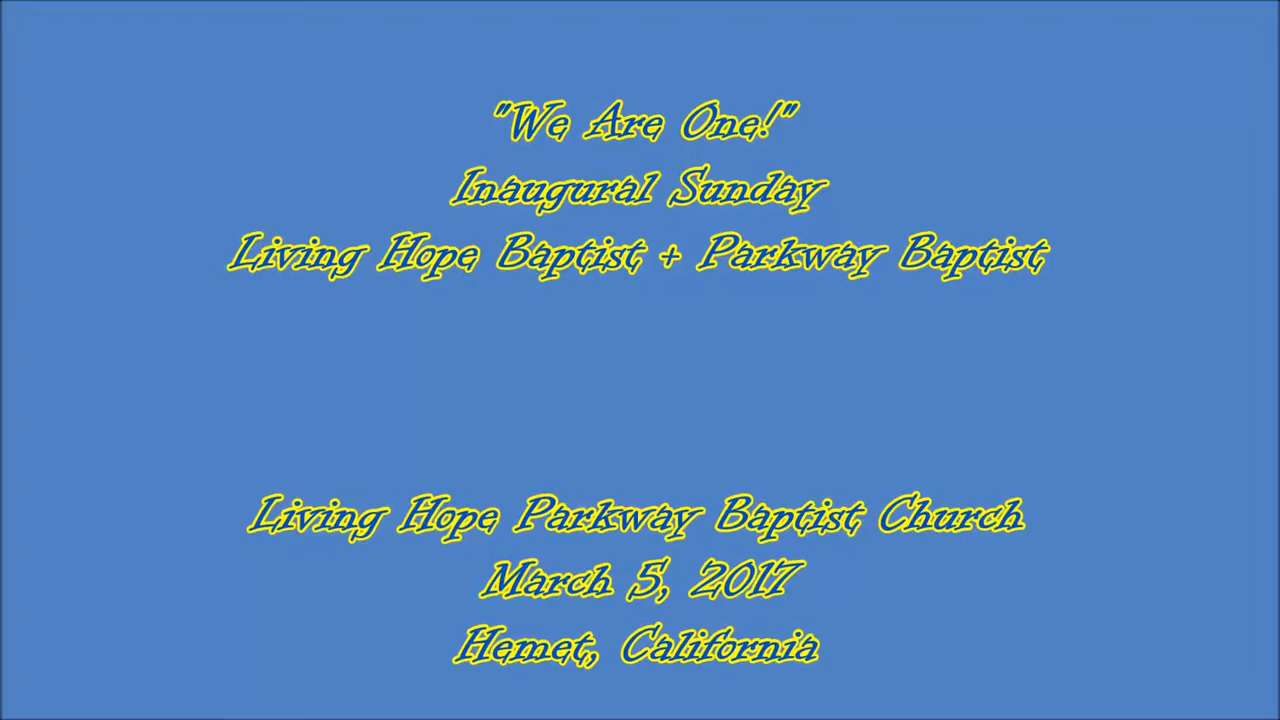 "We Are One!"
Inaugural Sunday
Living Hope Baptist + Parkway Baptist
Living Hope Parkway Baptist Church
March 5, 2017
Hemet, California